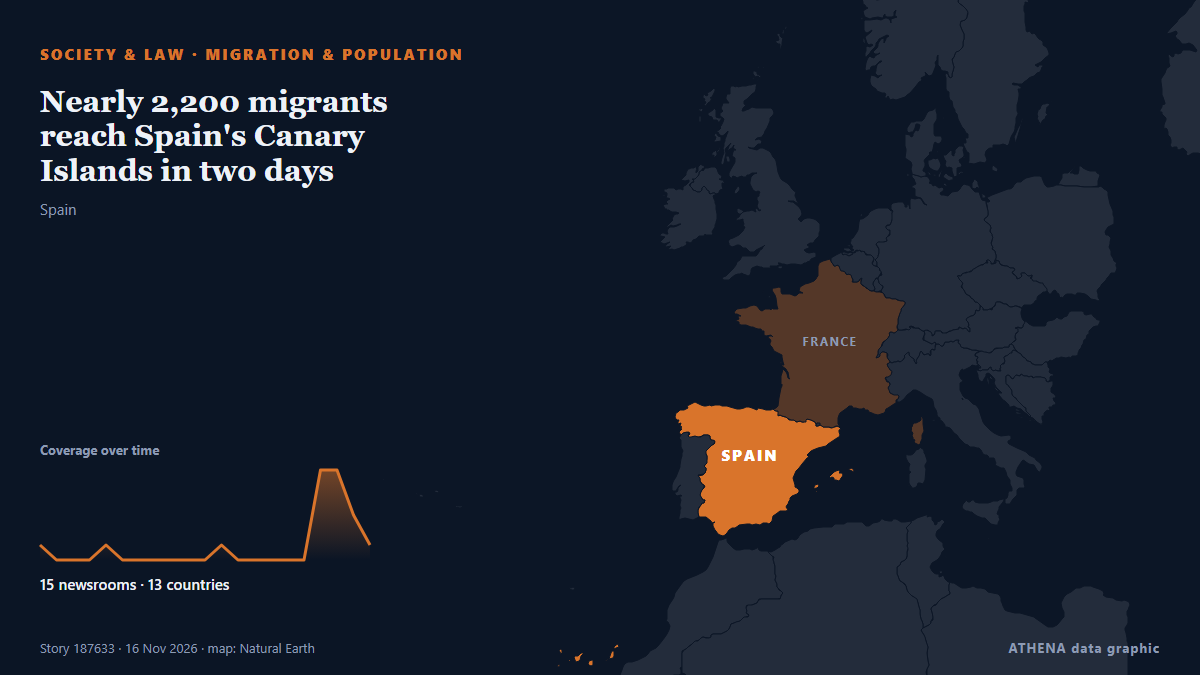 SOCIETY & LAW · MIGRATION & POPULATION
Nearly 2,200 migrants
reach Spain's Canary
Islands in two days
Spain
FRANCE
SPAIN
Coverage over time
15 newsrooms · 13 countries
Story 187633 · 16 Nov 2026 · map: Natural Earth
ATHENA data graphic